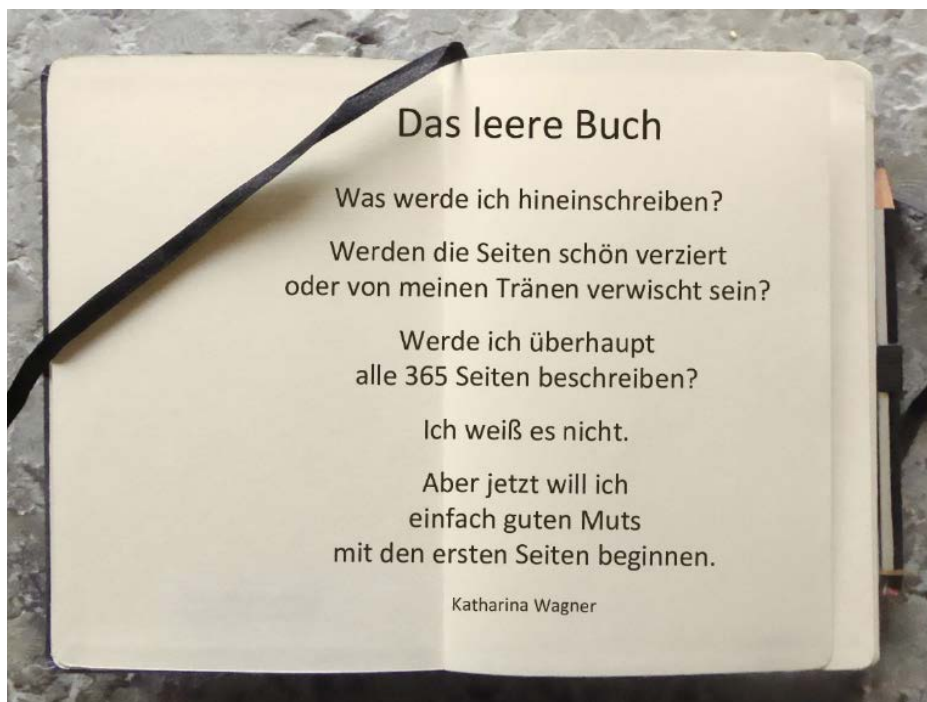 Das leere Buch
Was werde ich hineinschreiben?
Werden die Seiten schön verziert
oder von meinen Tränen verwischt sein?
Werde ich überhaupt
alle 365 Seiten beschreiben?
Ich weiß es nicht.
Aber jetzt will ich
einfach guten Muts
mit den ersten Seiten beginnen.
Katharina Wagner